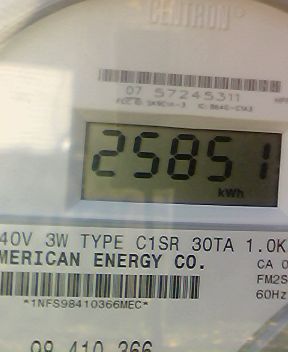 CENTRON®
07 57245311
25851
kWh
40V 3W TYPE C1SR 30TA 1.0K
MERICAN ENERGY CO.
CA 0
FM2S
*1NFS98410366MEC*
60Hz
98 410 366